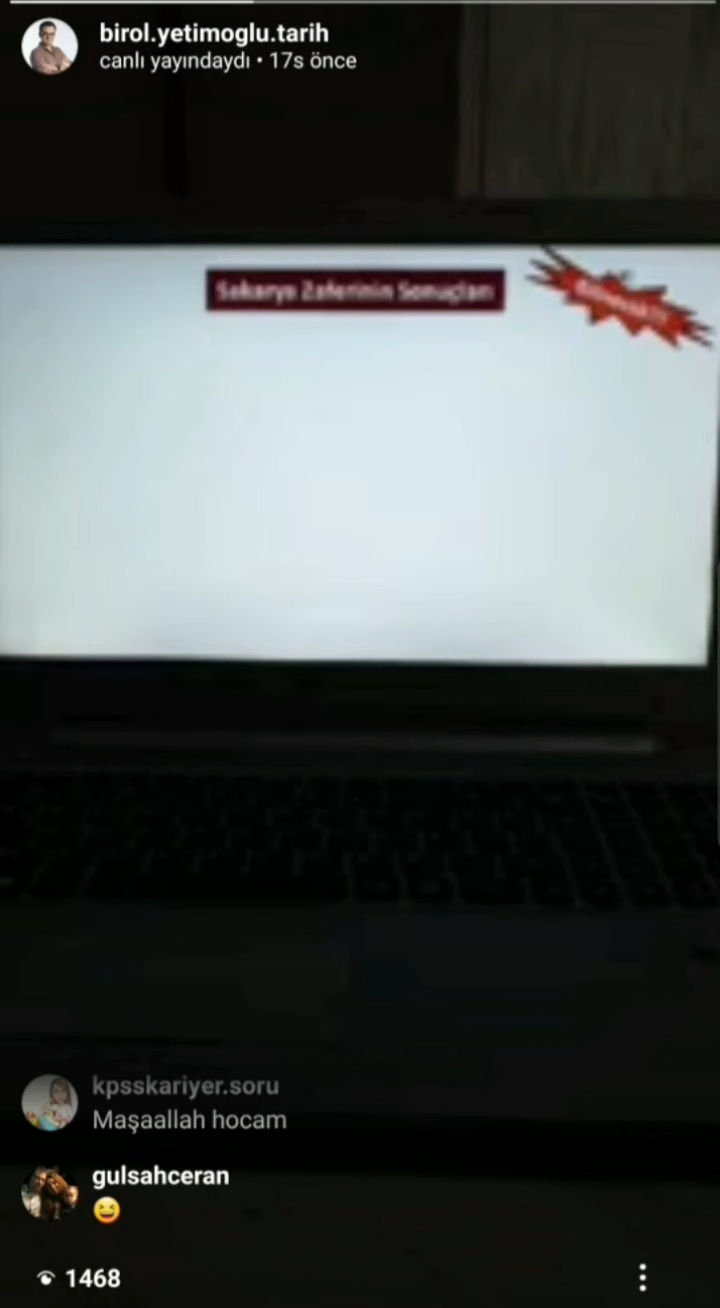 birol.yetimoglu.tarih
canlı yayındaydı • 17s önce
Sakarya Zaferinin Sonuçları
kpsskariyer.soru
Maşaallah hocam
gulsahceran
😆
1468